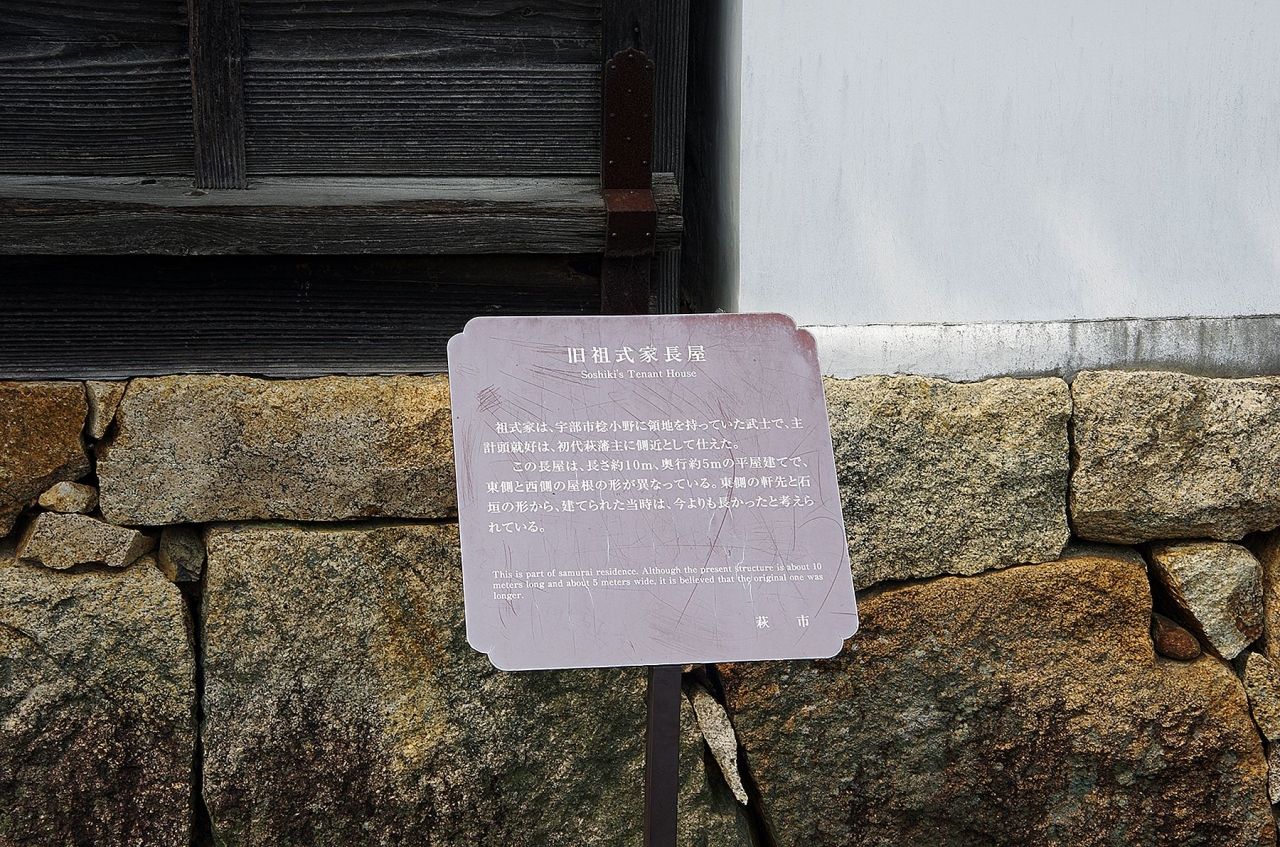 旧祖式家長屋
Soshiki's Tenant House
祖式家は、宇部市棯小野に領地を持っていた武士で、主
計頭就好は、初代萩藩主に側近として仕えた。
この長屋は、長さ約10m、奥行約5mの平屋建てで、
東側と西側の屋根の形が異なっている。東側の軒先と石
垣の形から、建てられた当時は、今よりも長かったと考えら
れている。
This is part of samurai residence. Although the present structure is about 10
meters long and about 5 meters wide, it is believed that the original one was
longer.
萩 市